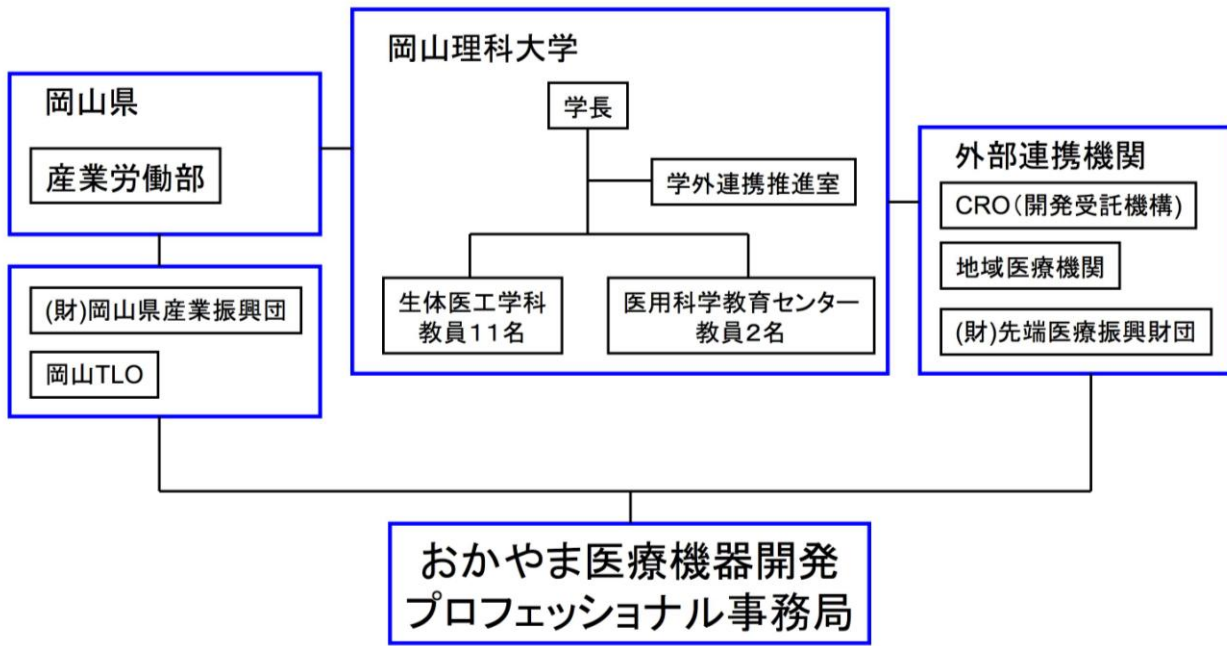 岡山理科大学
学長
学外連携推進室
生体医工学科
教員11名
医用科学教育センター
教員2名
岡山県
産業労働部
(財)岡山県産業振興団
岡山TLO
外部連携機関
CRO(開発受託機構)
地域医療機関
(財)先端医療振興財団
おかやま医療機器開発
プロフェッショナル事務局